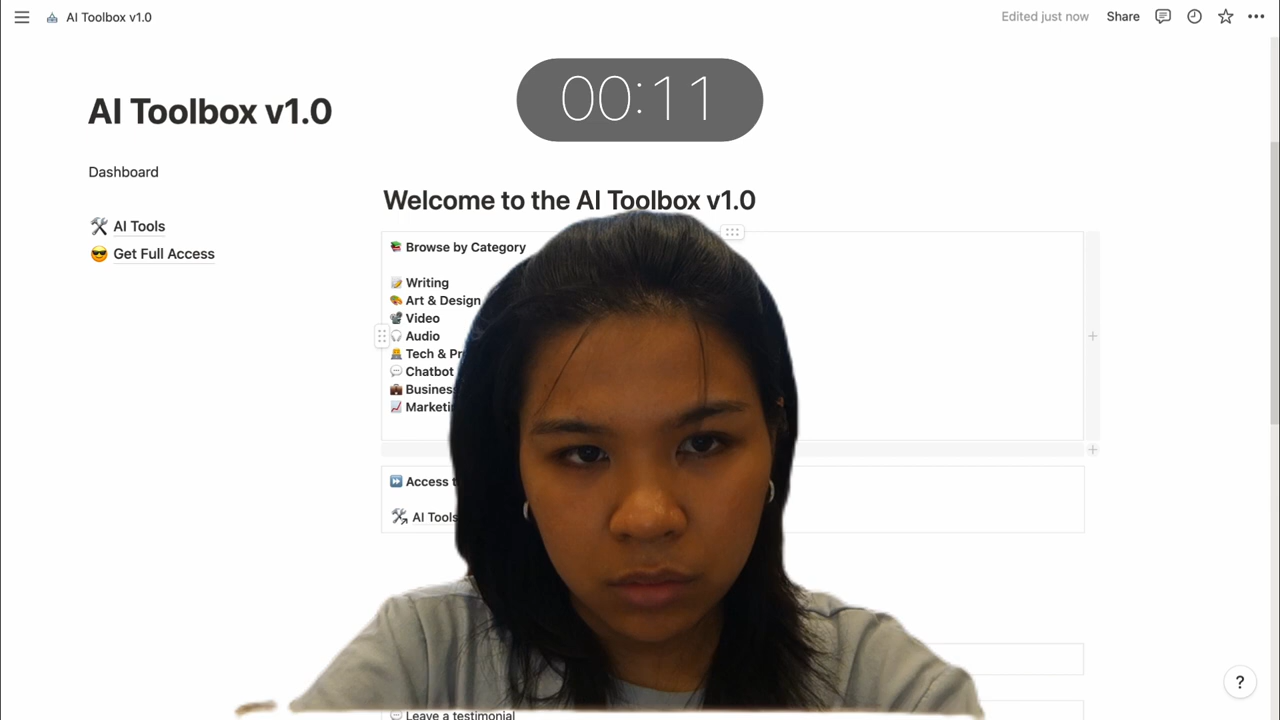 AI Toolbox v1.0
Edited just now
Share
00:11
AI Toolbox v1.0
Dashboard
AI Tools
Get Full Access
Welcome to the AI Toolbox v1.0
Browse by Category
Writing
Art & Design
Video
Audio
Tech &
Chatbot
Business
Access
AI Tools
Leave a testimonial
?